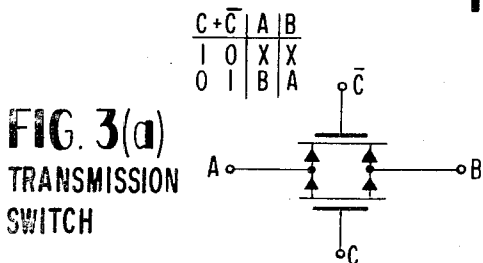 C+C̅ A B
1 0 X X
0 1 B A
C̅
FIG. 3(a)
TRANSMISSION
SWITCH
A
B
C